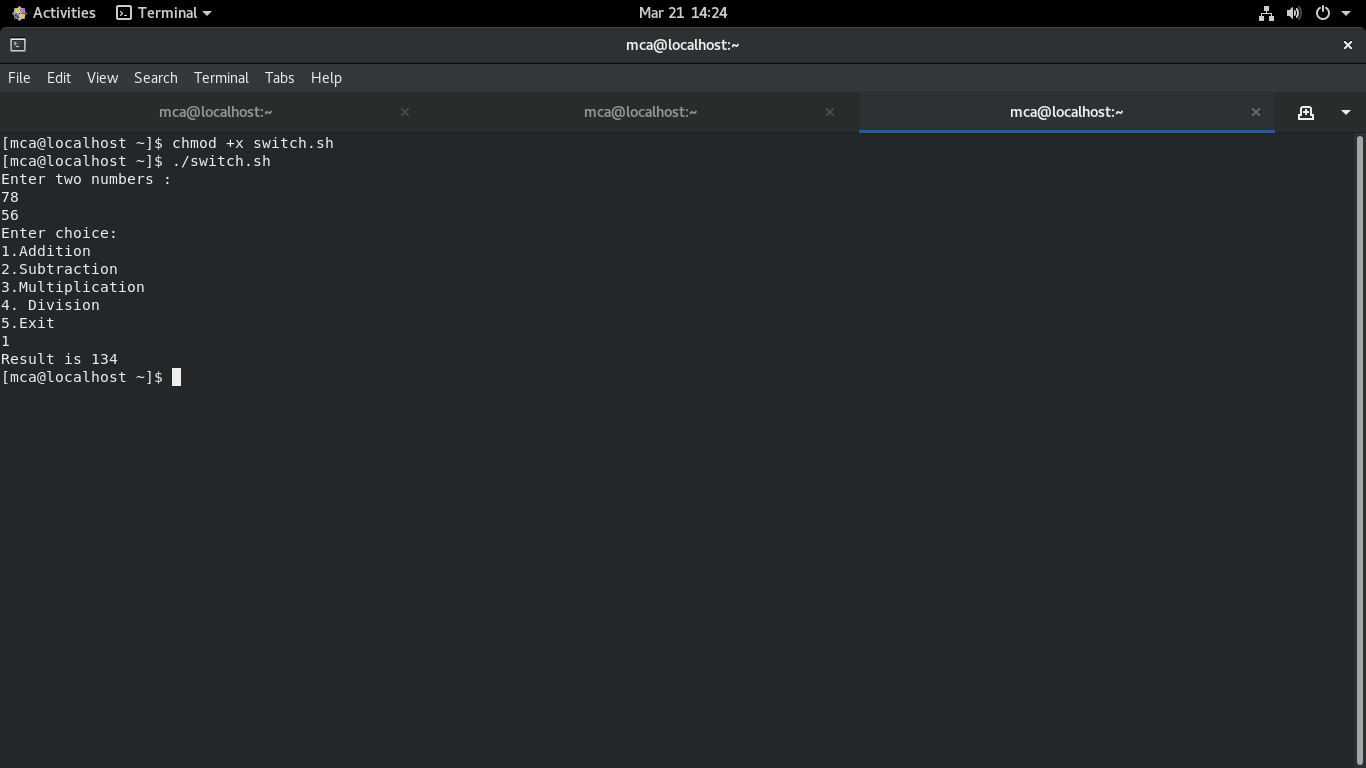 Activities Terminal Mar 21 14:24
mca@localhost:~
File Edit View Search Terminal Tabs Help
mca@localhost:~ mca@localhost:~ mca@localhost:~
[mca@localhost ~]$ chmod +x switch.sh
[mca@localhost ~]$ ./switch.sh
Enter two numbers :
78
56
Enter choice:
1.Addition
2.Subtraction
3.Multiplication
4. Division
5.Exit
1
Result is 134
[mca@localhost ~]$